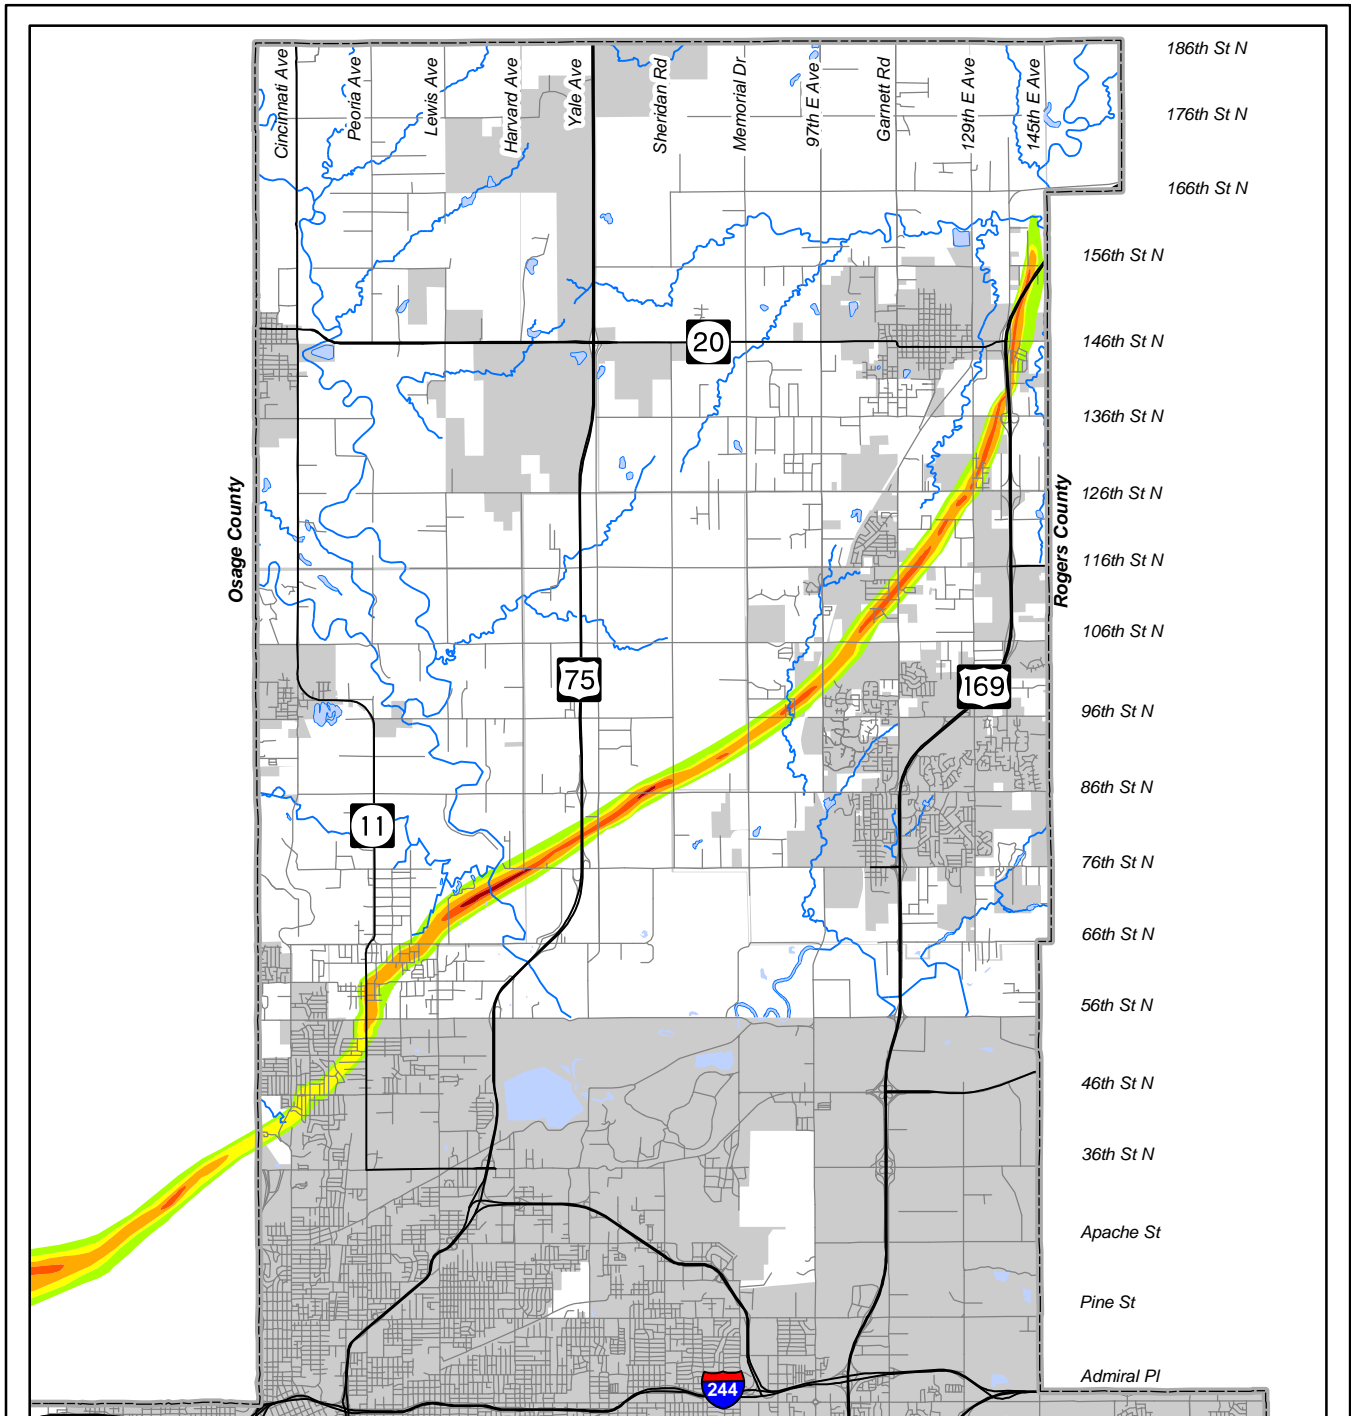 Cincinnati Ave
Peoria Ave
Lewis Ave
Harvard Ave
Yale Ave
Sheridan Rd
Memorial Dr
97th E Ave
Garnett Rd
129th E Ave
145th E Ave
186th St N
176th St N
166th St N
156th St N
146th St N
136th St N
126th St N
116th St N
106th St N
96th St N
86th St N
76th St N
66th St N
56th St N
46th St N
36th St N
Apache St
Pine St
Admiral Pl
Osage County
Rogers County
20
75
169
11
244